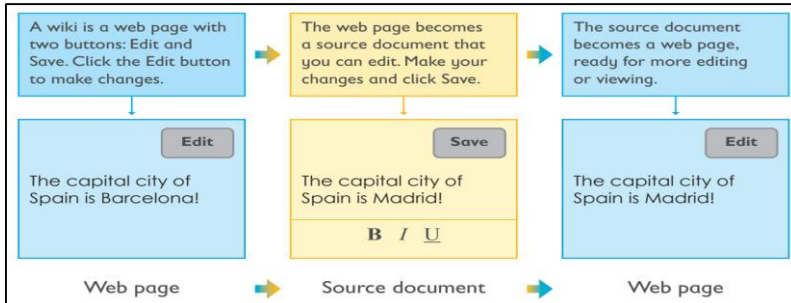 A wiki is a web page with
two buttons: Edit and
Save. Click the Edit button
to make changes.
The web page becomes
a source document that
you can edit. Make your
changes and click Save.
The source document
becomes a web page,
ready for more editing
or viewing.
Edit
The capital city of
Spain is Barcelona!
Save
The capital city of
Spain is Madrid!
B I U
Edit
The capital city of
Spain is Madrid!
Web page
Source document
Web page